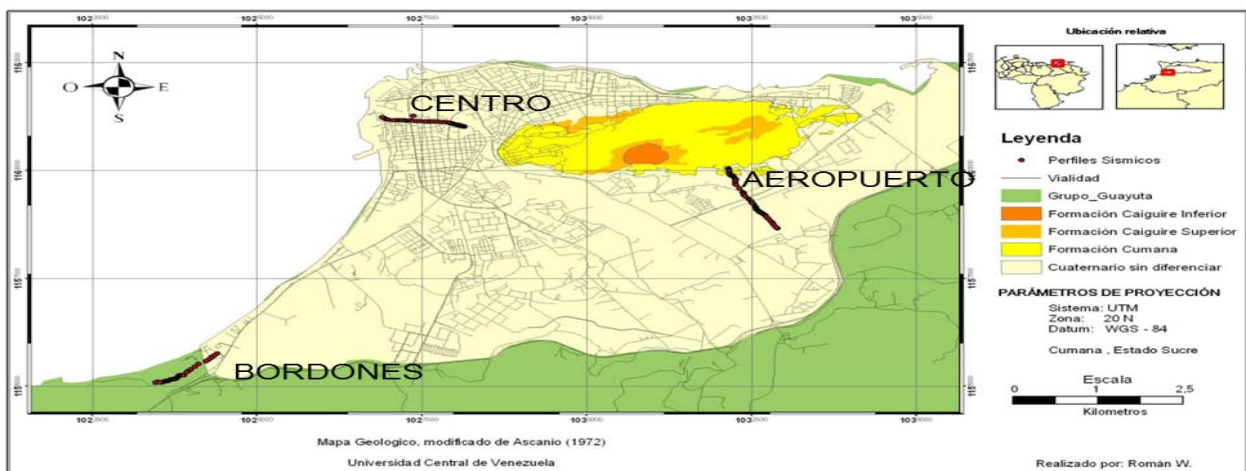 N
O
E
S
CENTRO
AEROPUERTO
BORDONES
Ubicación relativa
Leyenda
Perfiles Sísmicos
Vialidad
Grupo_Guayuta
Formación Caiguire Inferior
Formación Caiguire Superior
Formación Cumana
Cuaternario sin diferenciar
PARÁMETROS DE PROYECCIÓN
Sistema: UTM
Zona: 20 N
Datum: WGS - 84
Cumana , Estado Sucre
Escala
0 1 2,5
Kilometros
Mapa Geologico, modificado de Ascanio (1972)
Universidad Central de Venezuela
Realizado por: Román W.